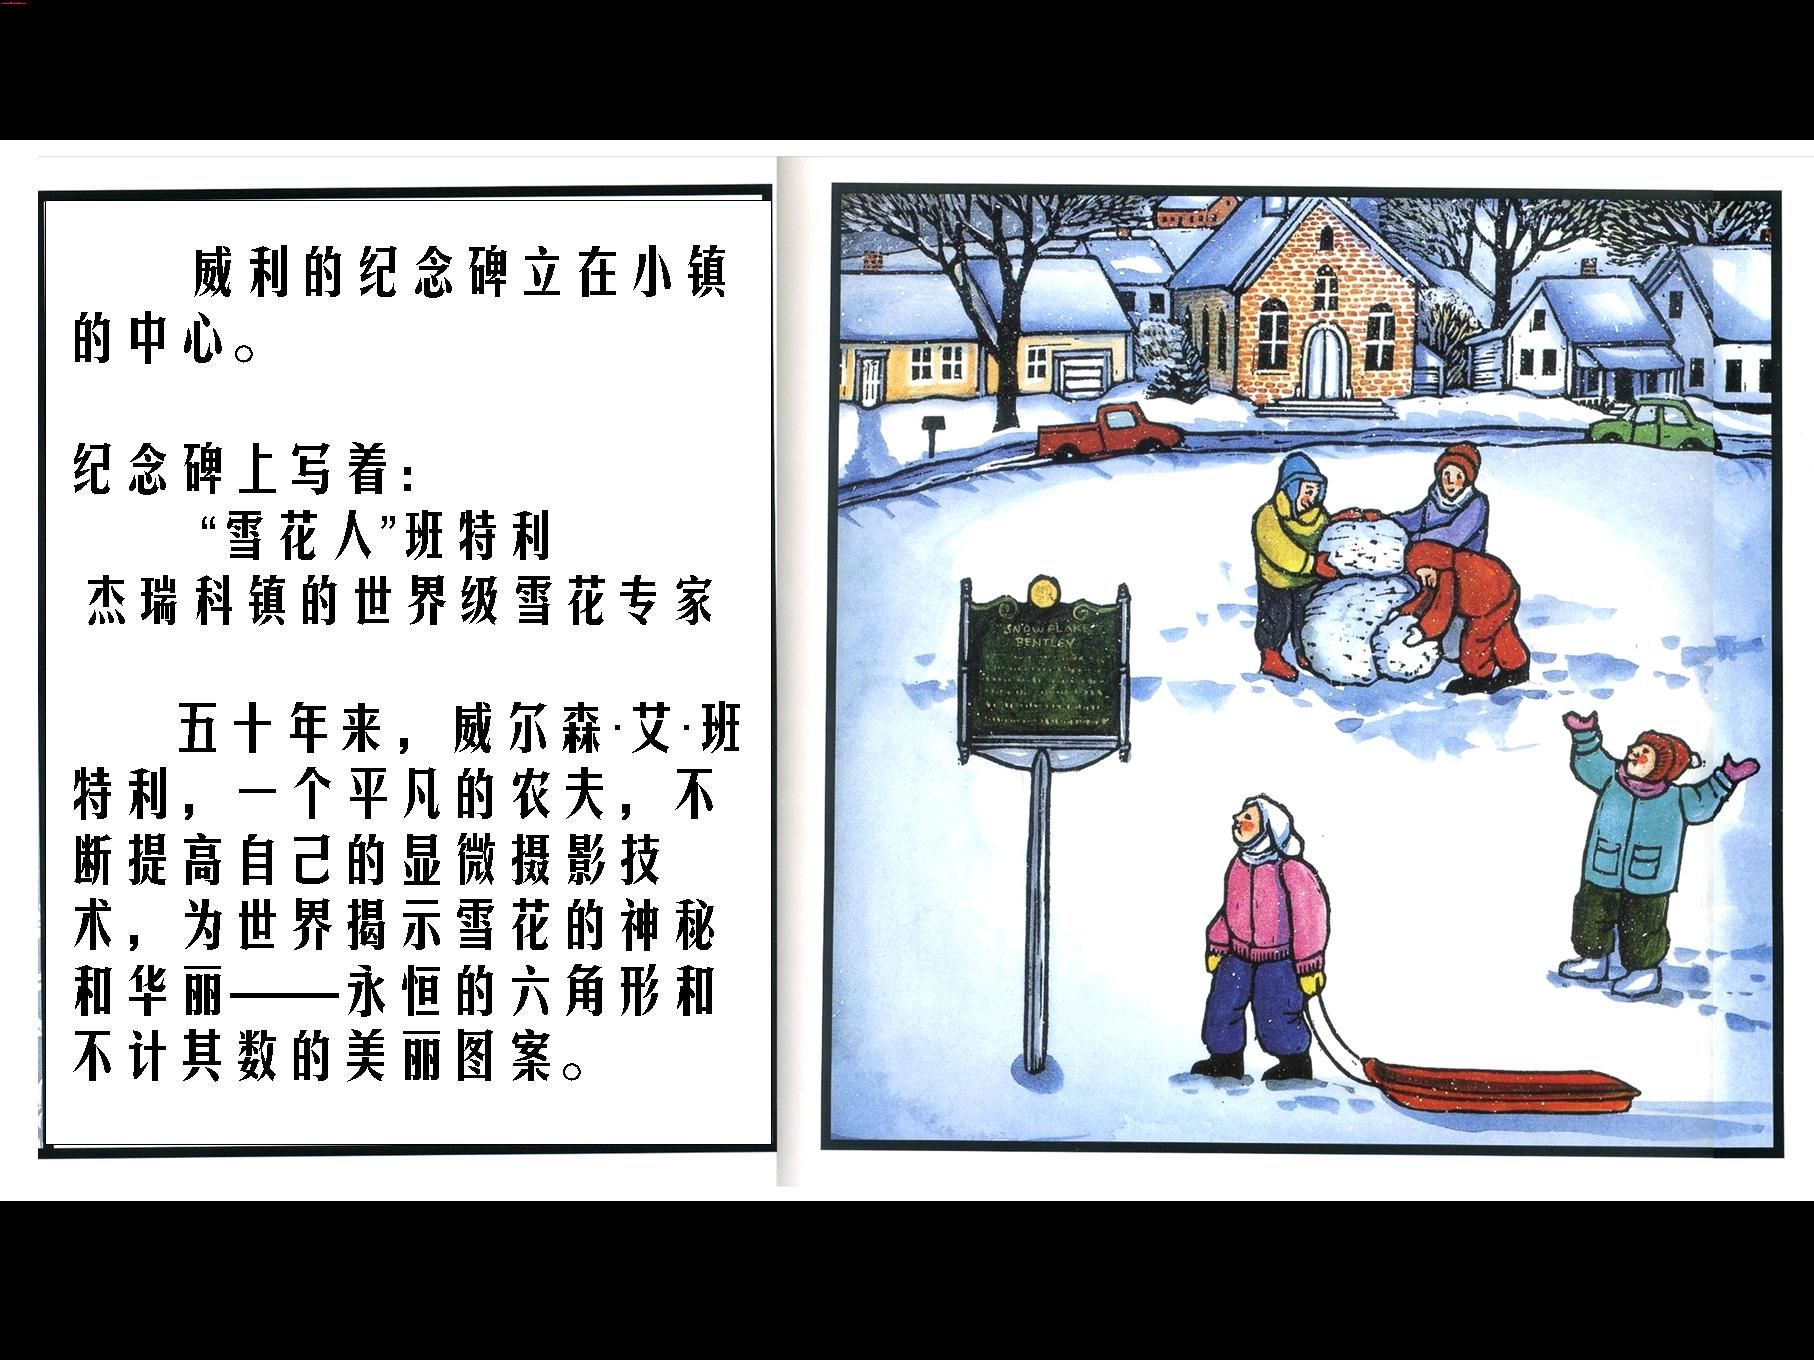 威利的纪念碑立在小镇
的中心。
纪念碑上写着：
“雪花人”班特利
杰瑞科镇的世界级雪花专家
五十年来，威尔森·艾·班
特利，一个平凡的农夫，不
断提高自己的显微摄影技
术，为世界揭示雪花的神秘
和华丽——永恒的六角形和
不计其数的美丽图案。
SNOWFLAKE
BENTLEY